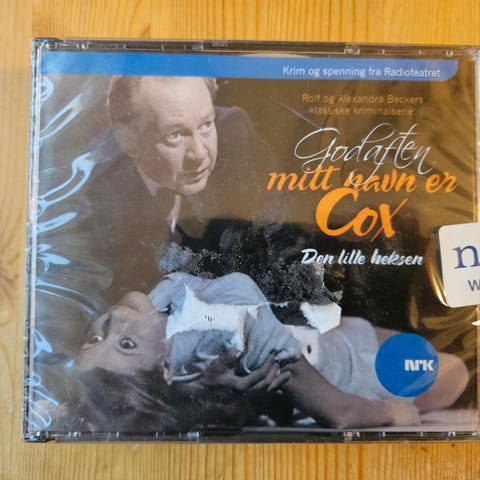 Krim og spenning fra Radioteatret
Rolf og Alexandra Beckers
klassiske kriminalserie:
Godaften
mitt navn er
Cox
Den lille heksen
n
w
NRK